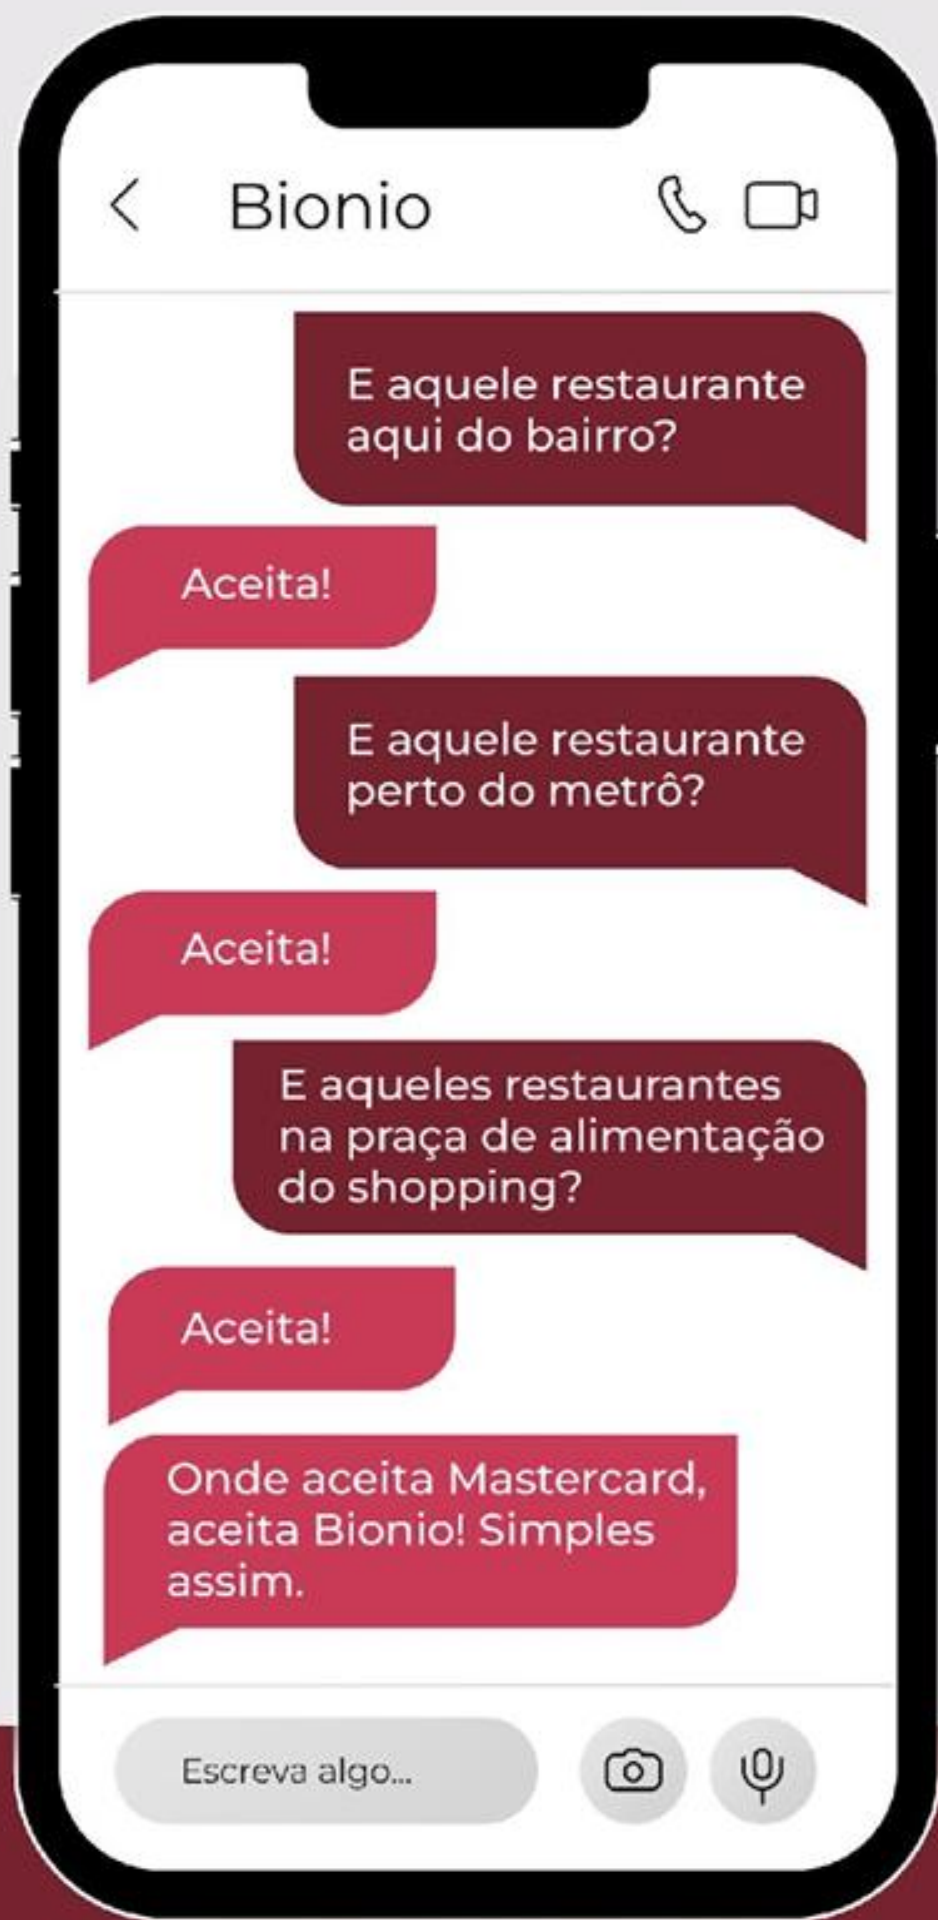 Bionio
E aquele restaurante
aqui do bairro?
Aceita!
E aquele restaurante
perto do metrô?
Aceita!
E aqueles restaurantes
na praça de alimentação
do shopping?
Aceita!
Onde aceita Mastercard,
aceita Bionio! Simples
assim.
Escreva algo...